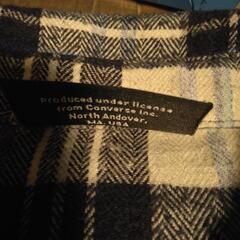 Produced under license
from Converse Inc.
North Andover,
MA. USA